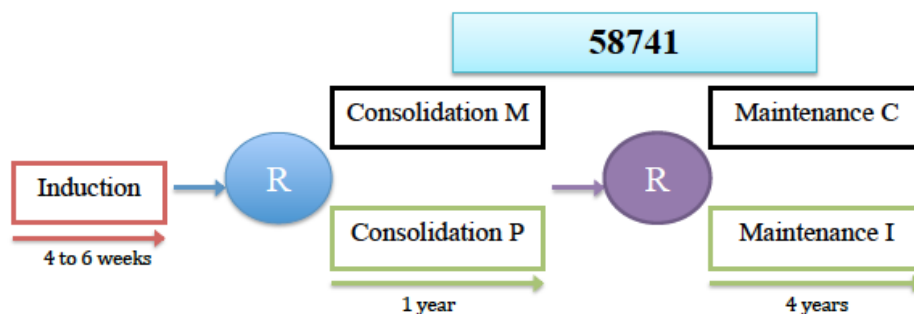 58741
Consolidation M
Maintenance C
Induction
R
R
Consolidation P
Maintenance I
4 to 6 weeks
1 year
4 years